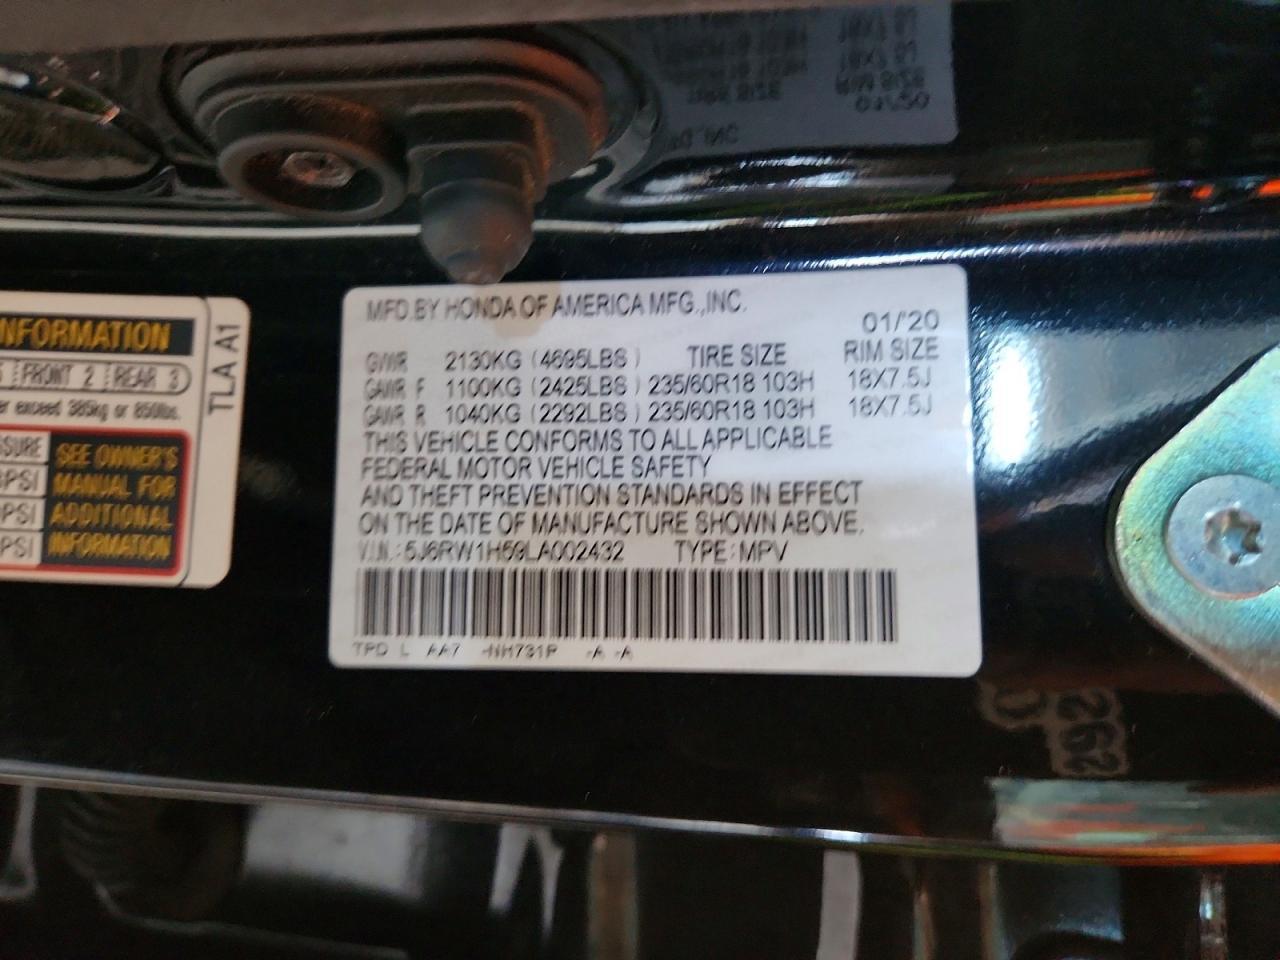 MFD.BY HONDA OF AMERICA MFG.,INC.
01/'20
GVWR 2130KG (4695LBS) TIRE SIZE RIM SIZE
GAWR F 1100KG (2425LBS) 235/60R18 103H 18X7.5J
GAWR R 1040KG (2292LBS) 235/60R18 103H 18X7.5J
THIS VEHICLE CONFORMS TO ALL APPLICABLE
FEDERAL MOTOR VEHICLE SAFETY
AND THEFT PREVENTION STANDARDS IN EFFECT
ON THE DATE OF MANUFACTURE SHOWN ABOVE.
V.I.N.: 5J6RW1H59LA002432 TYPE: MPV
TPD L AA7 -NH731P -A -A
INFORMATION
FRONT 2 REAR 3
exceed 385kg or 850lbs.
SEE OWNER'S
PSI MANUAL FOR
PSI ADDITIONAL
PSI INFORMATION
TLA A1
262